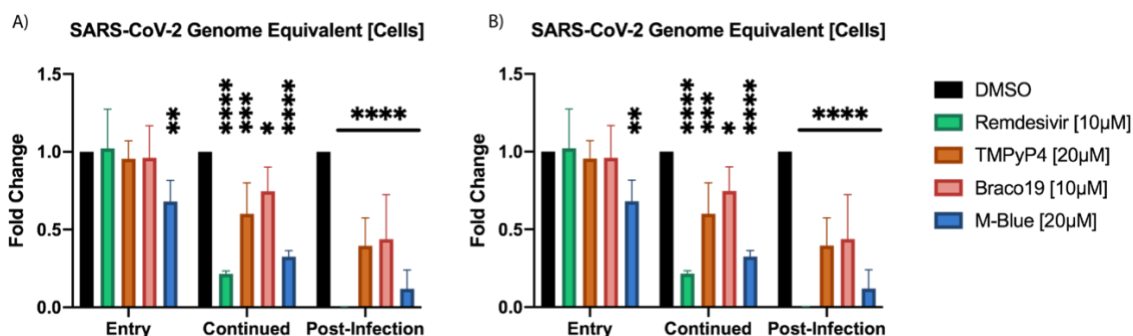 A)
SARS-CoV-2 Genome Equivalent [Cells]
Fold Change
1.5
1.0
0.5
0.0
**
****
***
*
****
****
Entry
Continued
Post-Infection
B)
SARS-CoV-2 Genome Equivalent [Cells]
Fold Change
1.5
1.0
0.5
0.0
**
****
***
*
****
****
Entry
Continued
Post-Infection
DMSO
Remdesivir [10μM]
TMPyP4 [20μM]
Braco19 [10μM]
M-Blue [20μM]